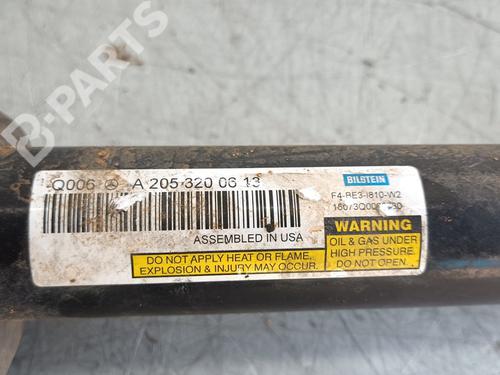 B-PARTS
Q006 A 205 320 06 13
BILSTEIN
F4-BE3-I810-W2
ASSEMBLED IN USA
DO NOT APPLY HEAT OR FLAME.
EXPLOSION & INJURY MAY OCCUR.
WARNING
OIL & GAS UNDER
HIGH PRESSURE.
DO NOT OPEN.